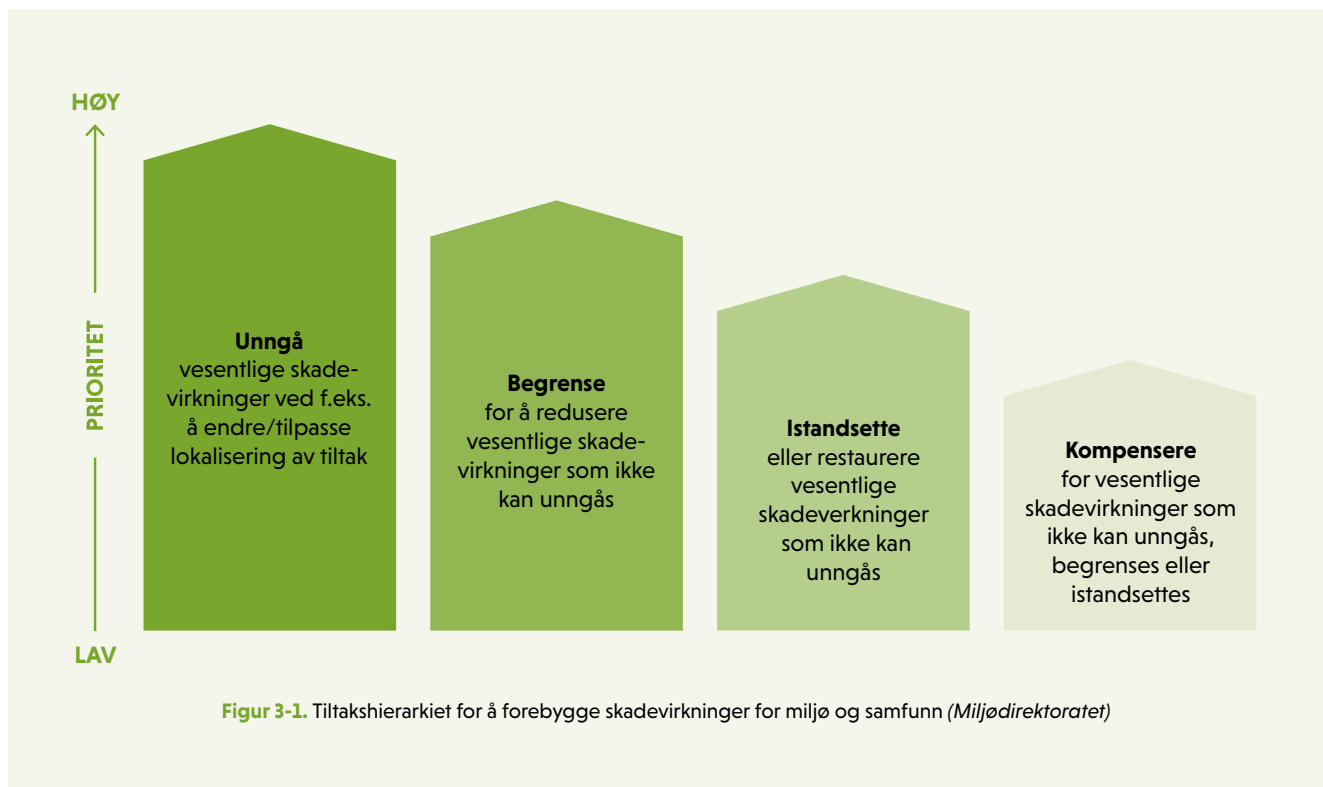 HØY
PRIORITET
LAV
Unngå
vesentlige skade-
virkninger ved f.eks.
å endre/tilpasse
lokalisering av tiltak
Begrense
for å redusere
vesentlige skade-
virkninger som ikke
kan unngås
Istandsette
eller restaurere
vesentlige
skadeverkninger
som ikke kan
unngås
Kompensere
for vesentlige
skadevirkninger som
ikke kan unngås,
begrenses eller
istandsettes
Figur 3-1. Tiltakshierarkiet for å forebygge skadevirkninger for miljø og samfunn (Miljødirektoratet)